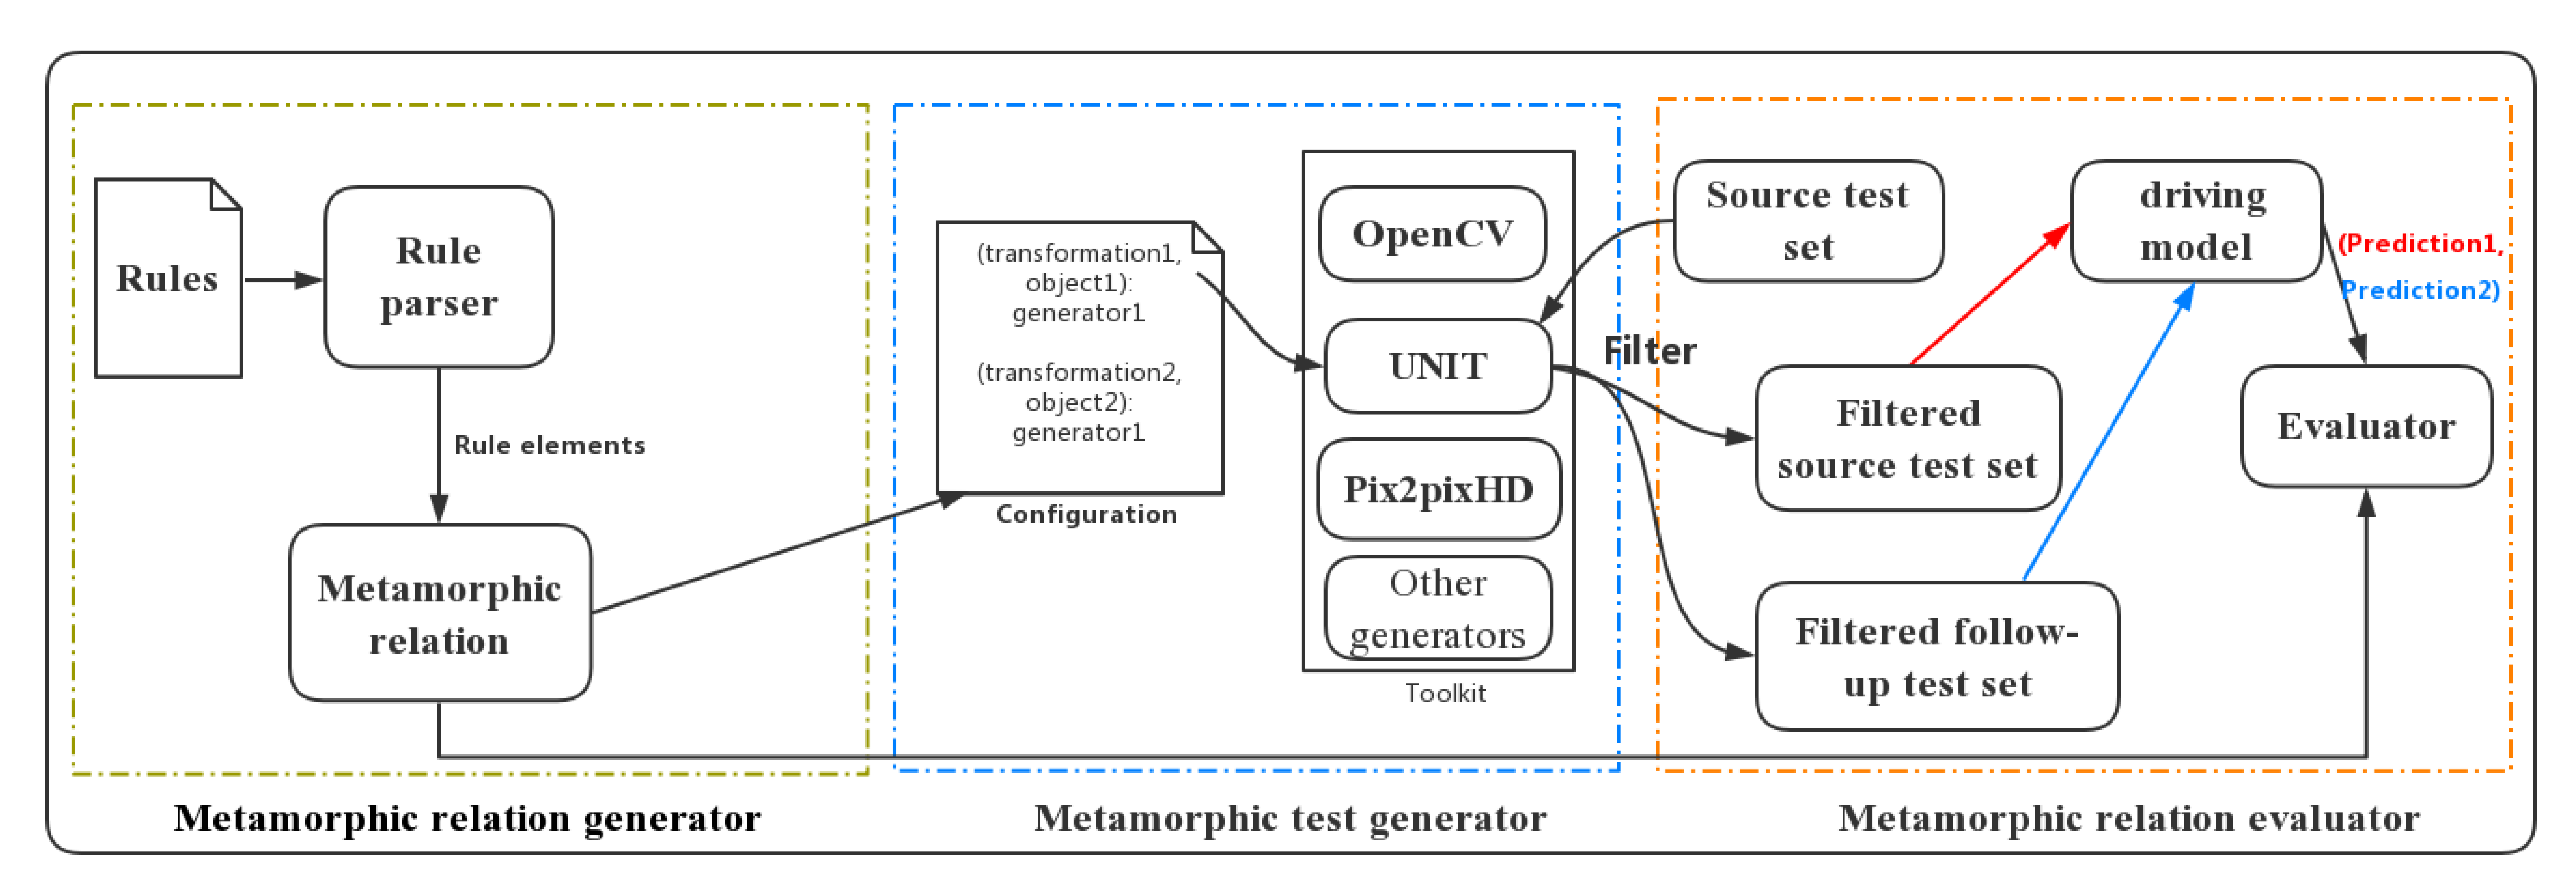 Rules
Rule
parser
Rule elements
Metamorphic
relation
Metamorphic relation generator
(transformation1,
object1):
generator1
(transformation2,
object2):
generator1
Configuration
OpenCV
UNIT
Pix2pixHD
Other
generators
Toolkit
Metamorphic test generator
Filter
Source test
set
driving
model
(Prediction1,
Prediction2)
Filtered
source test set
Evaluator
Filtered follow-
up test set
Metamorphic relation evaluator